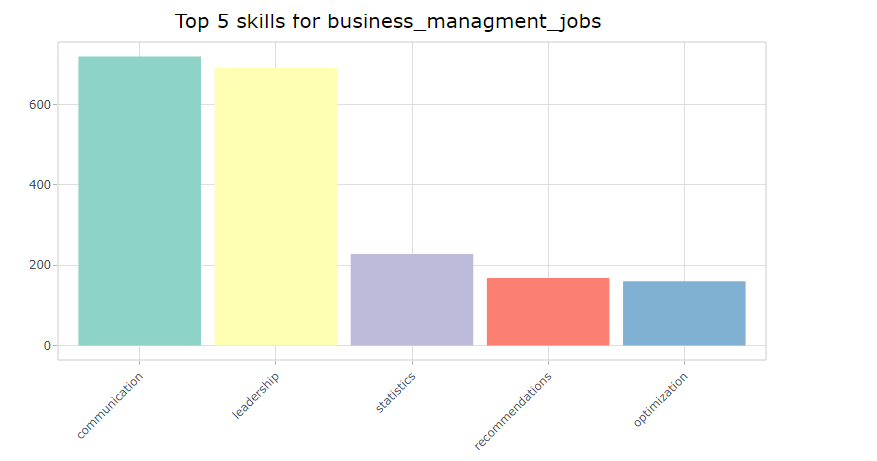 Top 5 skills for business_managment_jobs
600
400
200
0
communication
leadership
statistics
recommendations
optimization